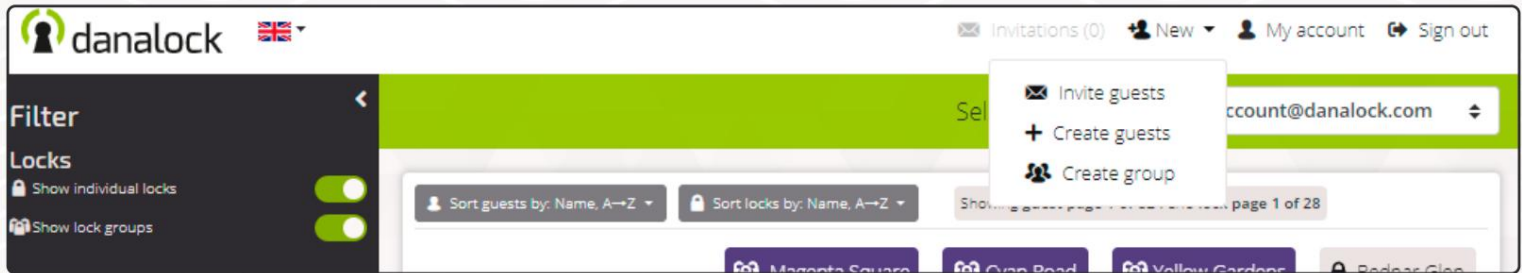 danalock
Invitations (0) New My account Sign out
Filter
Invite guests
Sel ccount@danalock.com
Create guests
Locks
Create group
Show individual locks
Sort guests by: Name, A→Z Sort locks by: Name, A→Z
page 1 of 28
Show lock groups
Magenta Square Cyan Road Yellow Gardens